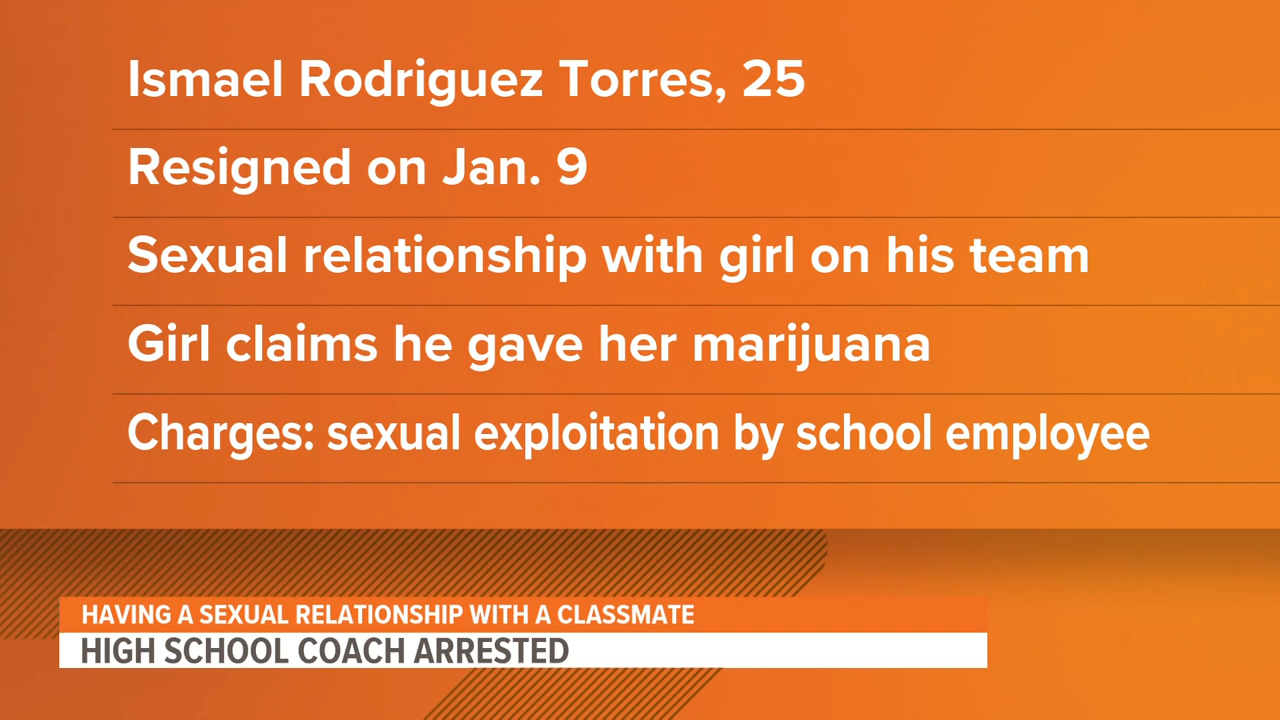 Ismael Rodriguez Torres, 25
Resigned on Jan. 9
Sexual relationship with girl on his team
Girl claims he gave her marijuana
Charges: sexual exploitation by school employee
HAVING A SEXUAL RELATIONSHIP WITH A CLASSMATE
HIGH SCHOOL COACH ARRESTED